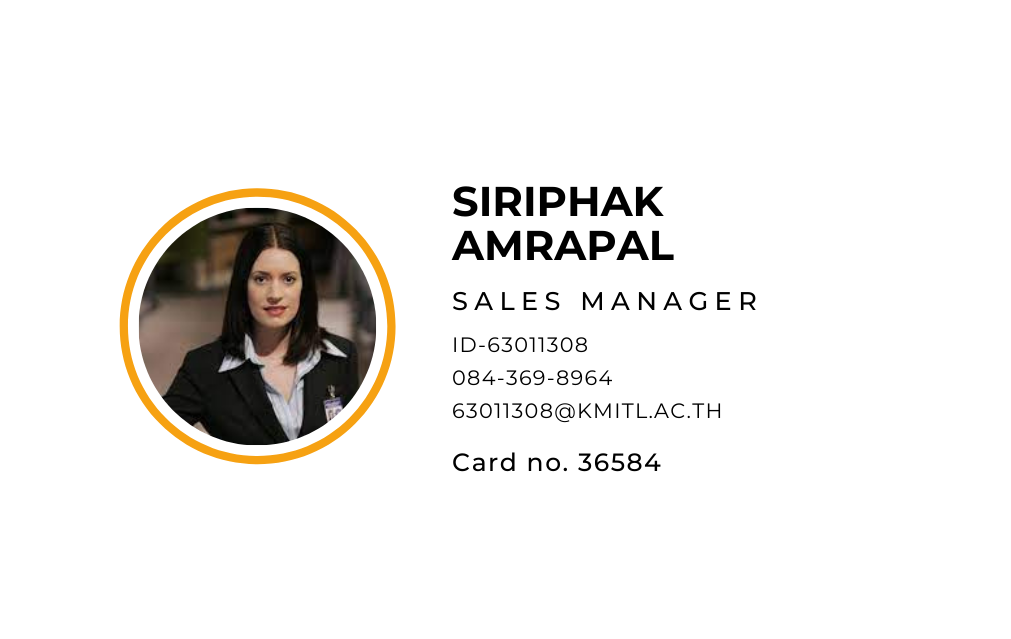 SIRIPHAK
AMRAPAL
SALES MANAGER
ID-63011308
084-369-8964
63011308@KMITL.AC.TH
Card no. 36584